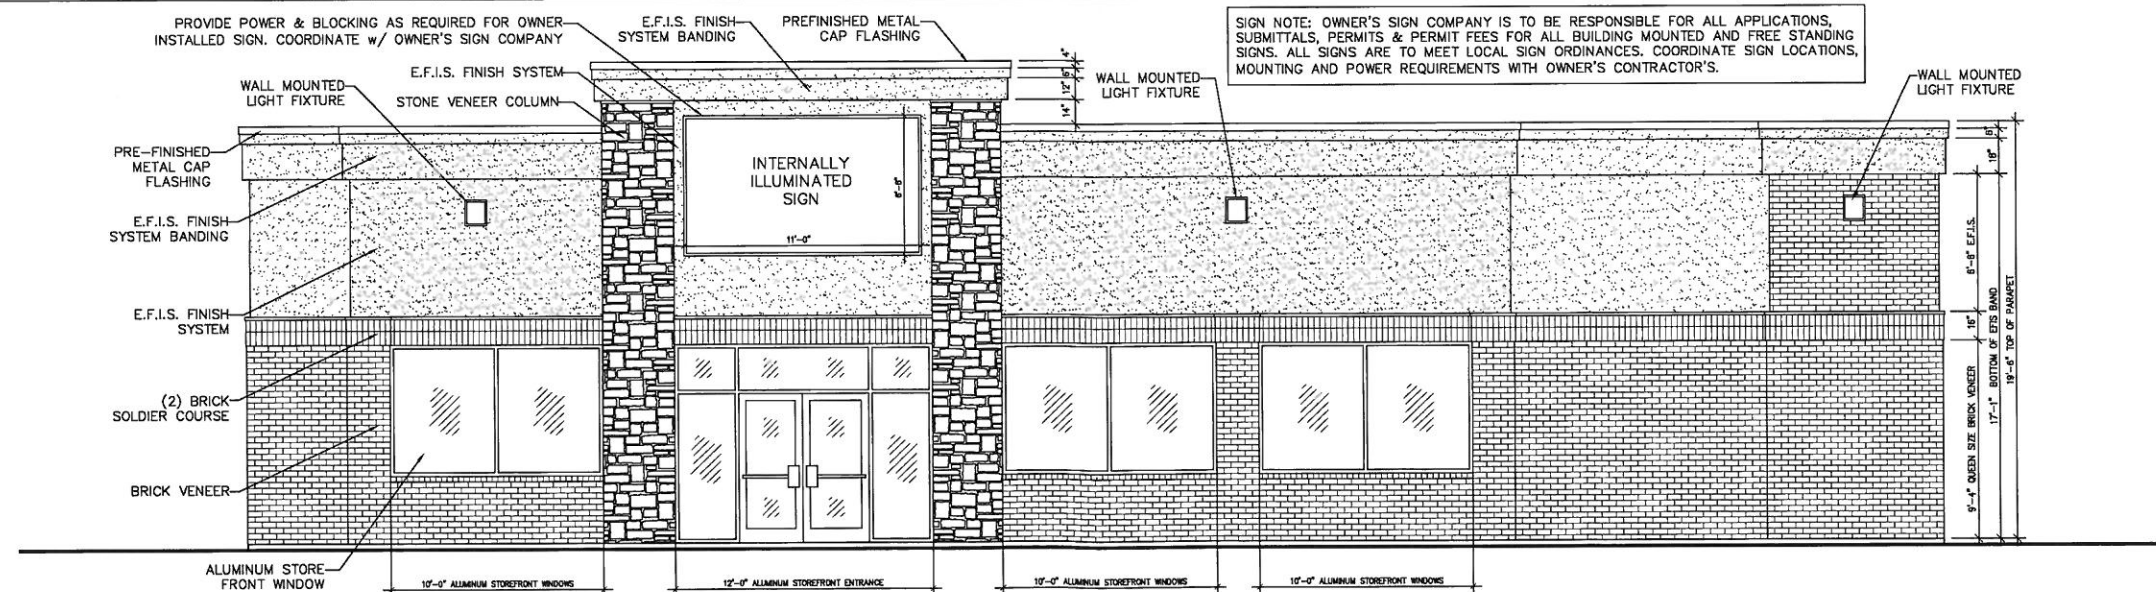 PROVIDE POWER & BLOCKING AS REQUIRED FOR OWNER
INSTALLED SIGN. COORDINATE w/ OWNER'S SIGN COMPANY
E.F.I.S. FINISH
SYSTEM BANDING
PREFINISHED METAL
CAP FLASHING
SIGN NOTE: OWNER'S SIGN COMPANY IS TO BE RESPONSIBLE FOR ALL APPLICATIONS,
SUBMITTALS, PERMITS & PERMIT FEES FOR ALL BUILDING MOUNTED AND FREE STANDING
SIGNS. ALL SIGNS ARE TO MEET LOCAL SIGN ORDINANCES. COORDINATE SIGN LOCATIONS,
MOUNTING AND POWER REQUIREMENTS WITH OWNER'S CONTRACTOR'S.
E.F.I.S. FINISH SYSTEM
STONE VENEER COLUMN
WALL MOUNTED
LIGHT FIXTURE
4"
12"
14"
WALL MOUNTED
LIGHT FIXTURE
WALL MOUNTED
LIGHT FIXTURE
PRE-FINISHED
METAL CAP
FLASHING
E.F.I.S. FINISH
SYSTEM BANDING
E.F.I.S. FINISH
SYSTEM
(2) BRICK
SOLDIER COURSE
BRICK VENEER
ALUMINUM STORE
FRONT WINDOW
INTERNALLY
ILLUMINATED
SIGN
11'-0"
18"
E.F.I.S.
16"
9'-4" QUEEN SIZE BRICK VENEER
17'-1" BOTTOM OF EFIS BAND
19'-6" TOP OF PARAPET
10'-0" ALUMINUM STOREFRONT WINDOWS
12'-0" ALUMINUM STOREFRONT ENTRANCE
10'-0" ALUMINUM STOREFRONT WINDOWS
10'-0" ALUMINUM STOREFRONT WINDOWS